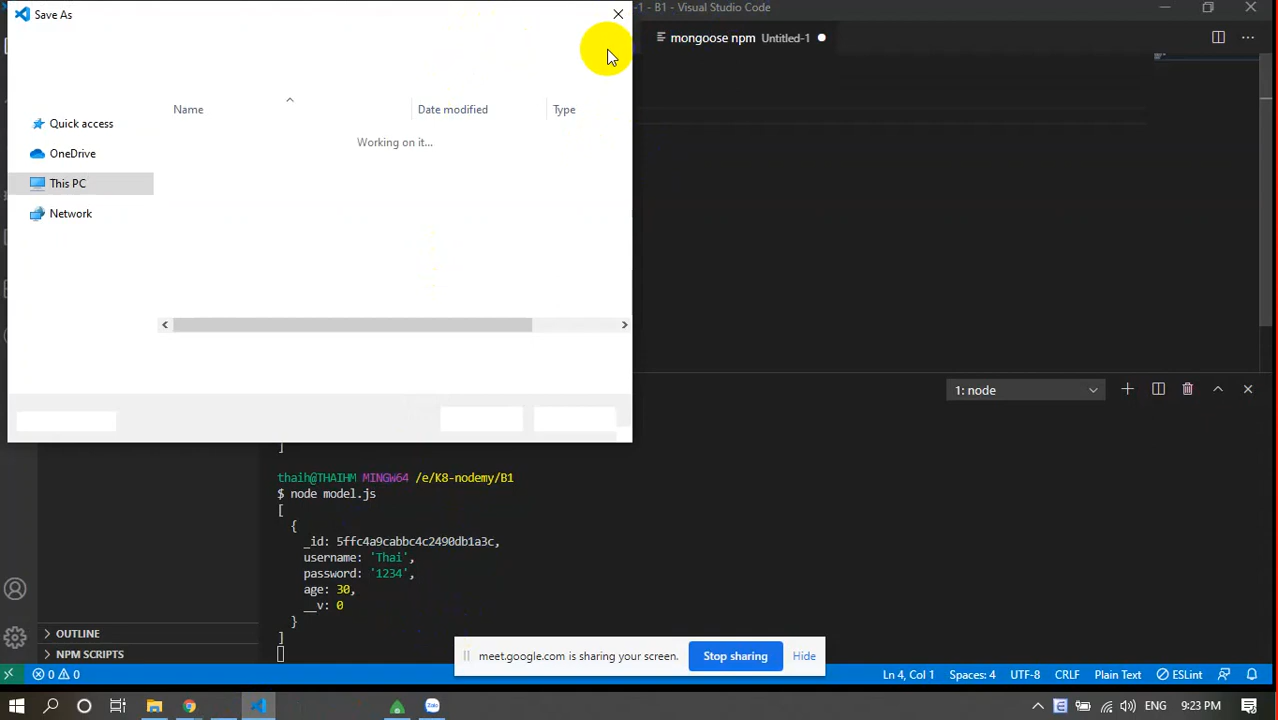 Save As
-1 - B1 - Visual Studio Code
mongoose npm Untitled-1
Name Date modified Type
Working on it...
Quick access
OneDrive
This PC
Network
1: node
]
thaih@THAIHM MINGW64 /e/K8-nodemy/B1
$ node model.js
[
{
_id: 5ffc4a9cabbc4c2490db1a3c,
username: 'Thai',
password: '1234',
age: 30,
__v: 0
}
]
OUTLINE
NPM SCRIPTS
meet.google.com is sharing your screen. Stop sharing Hide
0 0 Ln 4, Col 1 Spaces: 4 UTF-8 CRLF Plain Text ESLint
Zalo ENG 9:23 PM